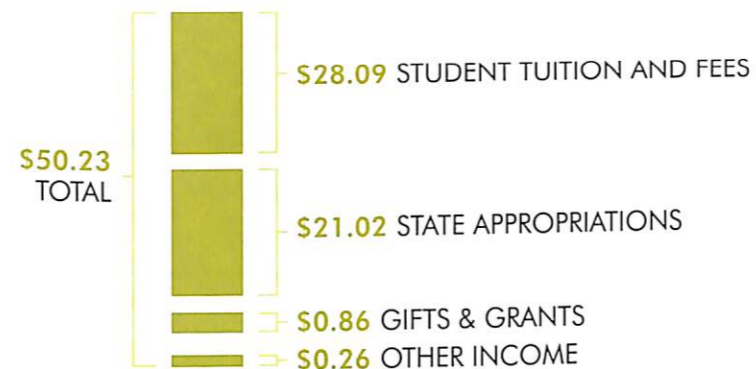 $28.09 STUDENT TUITION AND FEES
$50.23
TOTAL
$21.02 STATE APPROPRIATIONS
$0.86 GIFTS & GRANTS
$0.26 OTHER INCOME